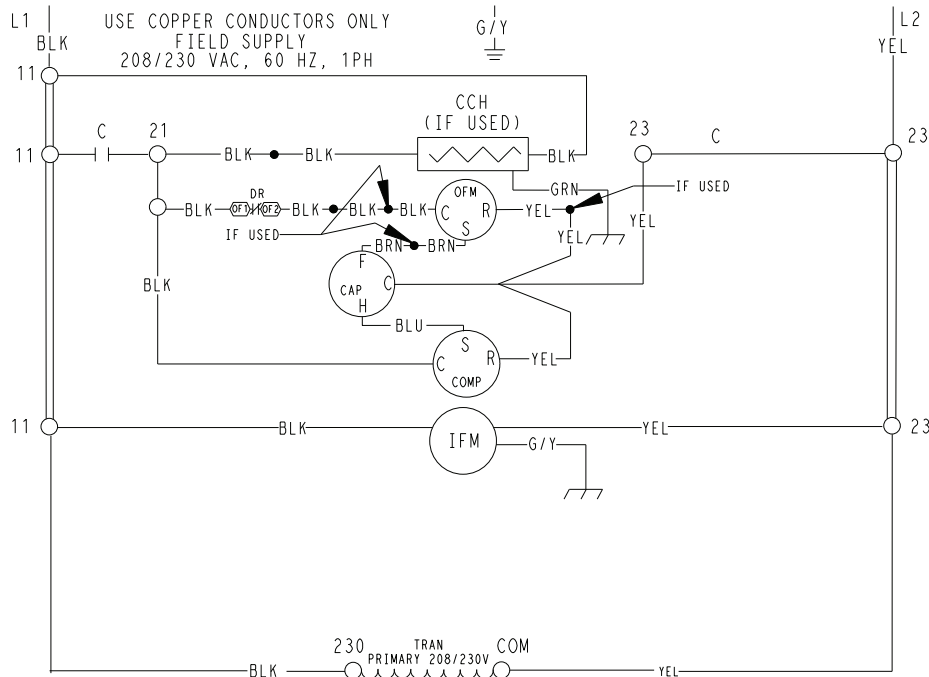 L1
USE COPPER CONDUCTORS ONLY
FIELD SUPPLY
208/230 VAC, 60 HZ, 1PH
BLK
G/Y
L2
YEL
11
CCH
(IF USED)
11
C
21
BLK
BLK
BLK
23
C
23
GRN
IF USED
BLK
DR
OF1
OF2
BLK
BLK
BLK
C
OFM
R
S
YEL
YEL
YEL
IF USED
BRN
BRN
BLK
F
CAP
C
H
BLU
S
C
R
COMP
YEL
11
BLK
IFM
YEL
23
G/Y
230
TRAN
COM
PRIMARY 208/230V
BLK
YEL